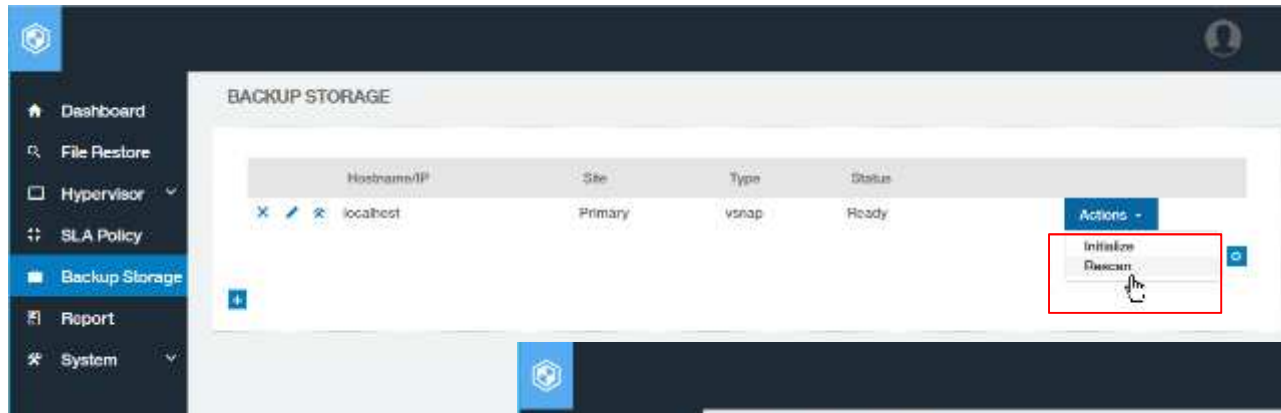 BACKUP STORAGE
Dashboard
File Restore
Hypervisor
SLA Policy
Backup Storage
Report
System
Hostname/IP Site Type Status
localhost Primary vsnap Ready Actions
Initialize
Rescan